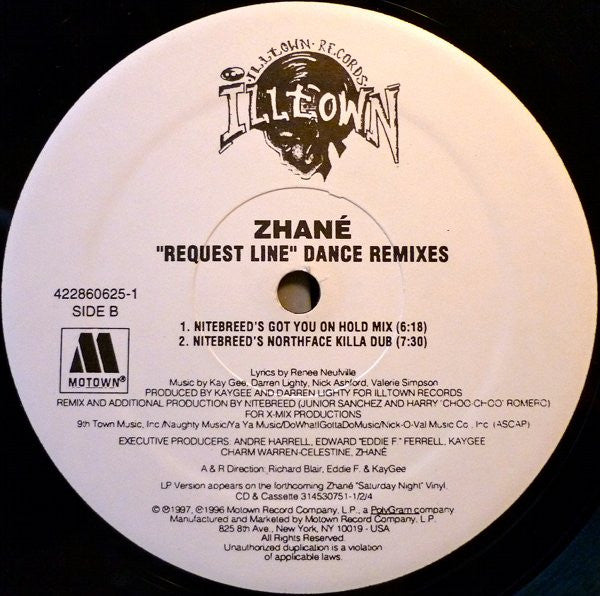 ILLTOWN RECORDS
ILLTOWN
ZHANÉ
"REQUEST LINE" DANCE REMIXES
422860625-1
SIDE B
1. NITEBREED'S GOT YOU ON HOLD MIX (6:18)
2. NITEBREED'S NORTHFACE KILLA DUB (7:30)
M
MOTOWN®
Lyrics by Renee Neufville
Music by Kay Gee, Darren Lighty, Nick Ashford, Valerie Simpson
PRODUCED BY KAYGEE AND DARREN LIGHTY FOR ILLTOWN RECORDS
REMIX AND ADDITIONAL PRODUCTION BY NITEBREED (JUNIOR SANCHEZ AND HARRY "CHOO-CHOO" ROMERO)
FOR X-MIX PRODUCTIONS
9th Town Music, Inc./Naughty Music/Ya Ya Music/DoWhatIGottaDoMusic/Nick-O-Val Music Co., Inc. (ASCAP)
EXECUTIVE PRODUCERS: ANDRE HARRELL, EDWARD "EDDIE F." FERRELL, KAYGEE
CHARM WARREN-CELESTINE, ZHANÉ
A & R Direction: Richard Blair, Eddie F. & KayGee
LP Version appears on the forthcoming Zhané "Saturday Night" Vinyl,
CD & Cassette 314530751-1/2/4
© ℗1997, ℗1996 Motown Record Company, L.P., a PolyGram company
Manufactured and Marketed by Motown Record Company, L.P.
825 8th Ave., New York, NY 10019 - USA
All Rights Reserved.
Unauthorized duplication is a violation
of applicable laws.